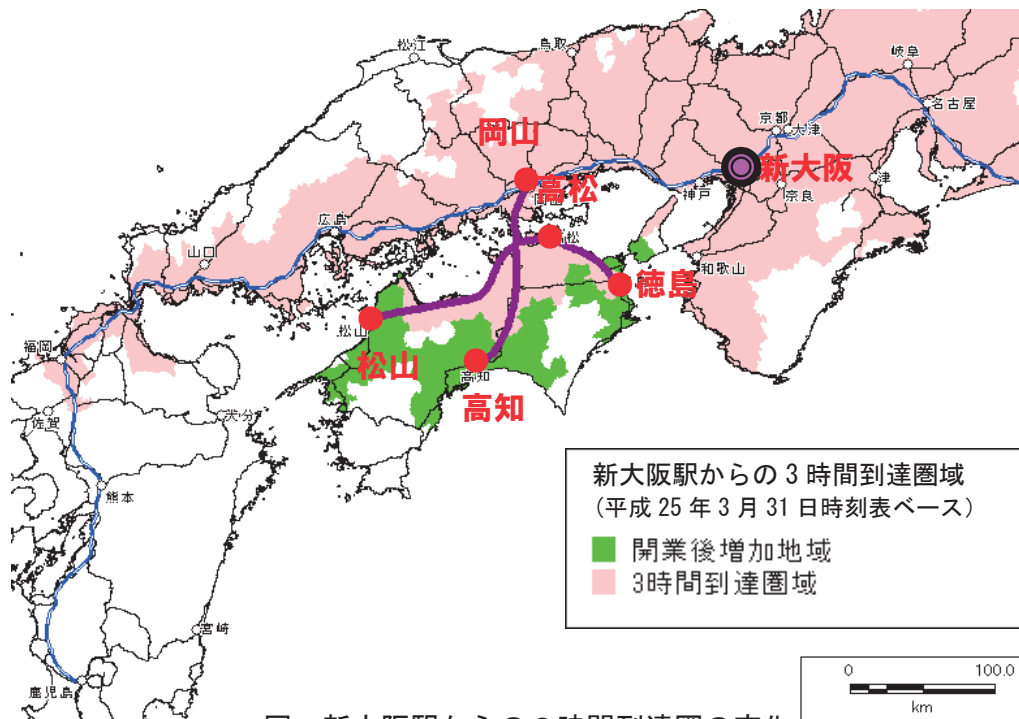 松江
鳥取
岐阜
名古屋
京都
大津
岡山
新大阪
高松
神戸
奈良
津
広島
山口
松
和歌山
徳島
松山
福岡
松山
高知
高知
佐賀
大分
新大阪駅からの3時間到達圏域
(平成25年3月31日時刻表ベース)
開業後増加地域
3時間到達圏域
熊本
宮崎
鹿児島
0 100.0
km